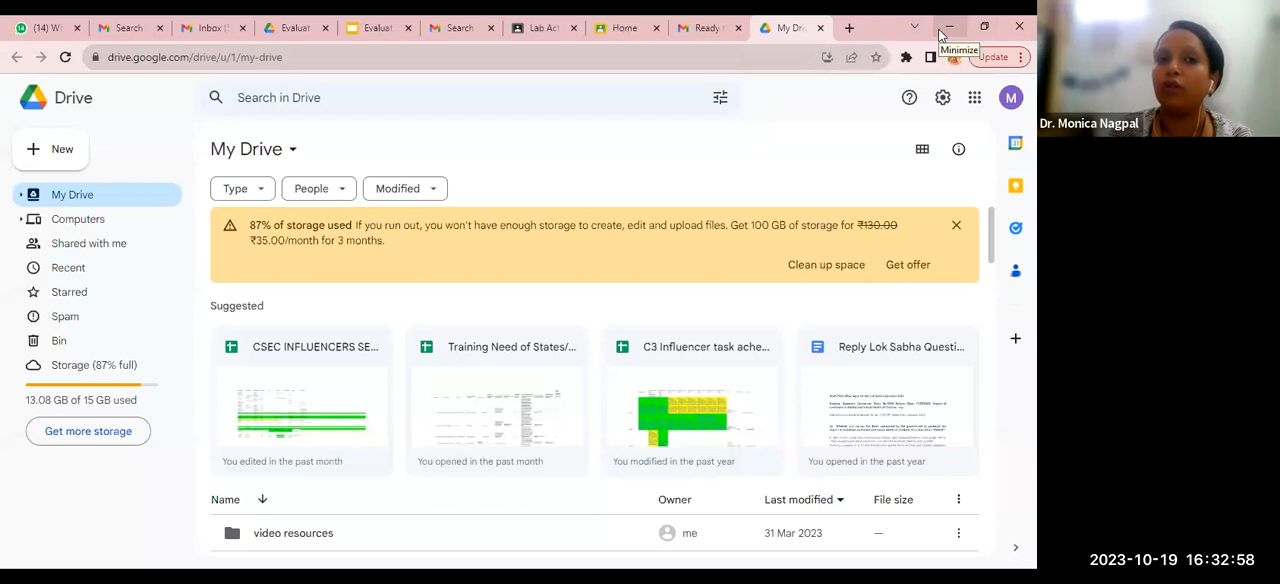 (14) W
Search
Inbox (
Evaluat
Evaluat
Search
Lab Act
Home
Ready
My Dri
drive.google.com/drive/u/1/my-drive
Minimize
Update
Dr. Monica Nagpal
Drive
Search in Drive
M
New
My Drive
Type
People
Modified
My Drive
Computers
Shared with me
Recent
Starred
Spam
Bin
Storage (87% full)
13.08 GB of 15 GB used
Get more storage
87% of storage used If you run out, you won't have enough storage to create, edit and upload files. Get 100 GB of storage for ₹130.00
₹35.00/month for 3 months.
Clean up space
Get offer
Suggested
CSEC INFLUENCERS SE...
Training Need of States/...
C3 Influencer task ache...
Reply Lok Sabha Questi...
You edited in the past month
You opened in the past month
You modified in the past year
You opened in the past year
Name
Owner
Last modified
File size
video resources
me
31 Mar 2023
—
2023-10-19 16:32:58